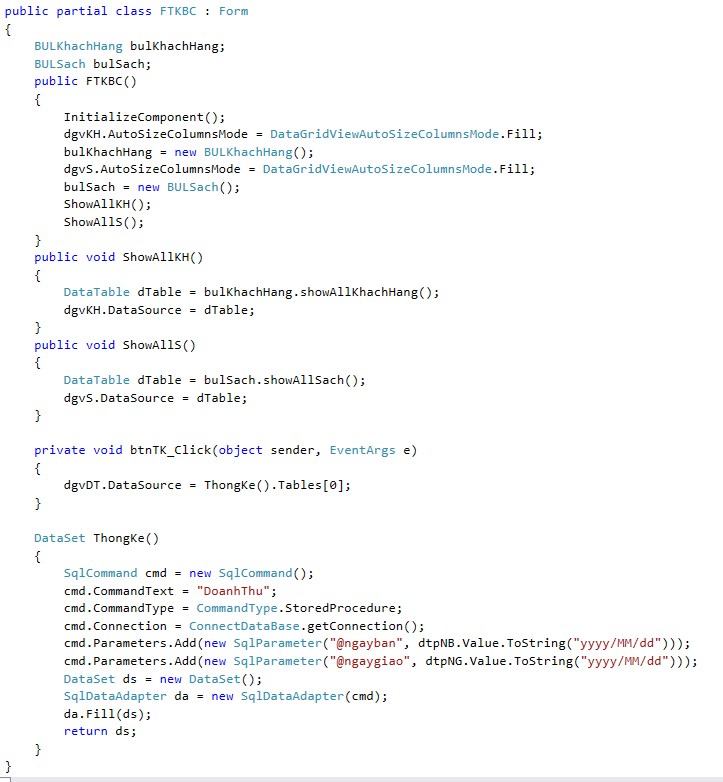 public partial class FTKBC : Form
{
    BULKhachHang bulKhachHang;
    BULSach bulSach;
    public FTKBC()
    {
        InitializeComponent();
        dgvKH.AutoSizeColumnsMode = DataGridViewAutoSizeColumnsMode.Fill;
        bulKhachHang = new BULKhachHang();
        dgvS.AutoSizeColumnsMode = DataGridViewAutoSizeColumnsMode.Fill;
        bulSach = new BULSach();
        ShowAllKH();
        ShowAllS();
    }
    public void ShowAllKH()
    {
        DataTable dTable = bulKhachHang.showAllKhachHang();
        dgvKH.DataSource = dTable;
    }
    public void ShowAllS()
    {
        DataTable dTable = bulSach.showAllSach();
        dgvS.DataSource = dTable;
    }

    private void btnTK_Click(object sender, EventArgs e)
    {
        dgvDT.DataSource = ThongKe().Tables[0];
    }

    DataSet ThongKe()
    {
        SqlCommand cmd = new SqlCommand();
        cmd.CommandText = "DoanhThu";
        cmd.CommandType = CommandType.StoredProcedure;
        cmd.Connection = ConnectDataBase.getConnection();
        cmd.Parameters.Add(new SqlParameter("@ngayban", dtpNB.Value.ToString("yyyy/MM/dd")));
        cmd.Parameters.Add(new SqlParameter("@ngaygiao", dtpNG.Value.ToString("yyyy/MM/dd")));
        DataSet ds = new DataSet();
        SqlDataAdapter da = new SqlDataAdapter(cmd);
        da.Fill(ds);
        return ds;
    }
}